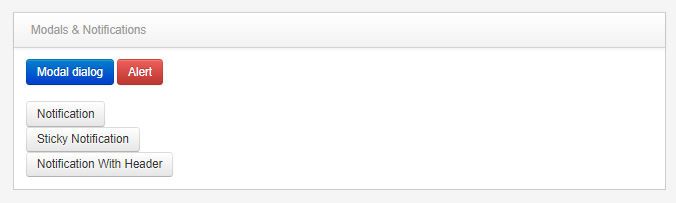 Modals & Notifications
Modal dialog Alert
Notification
Sticky Notification
Notification With Header